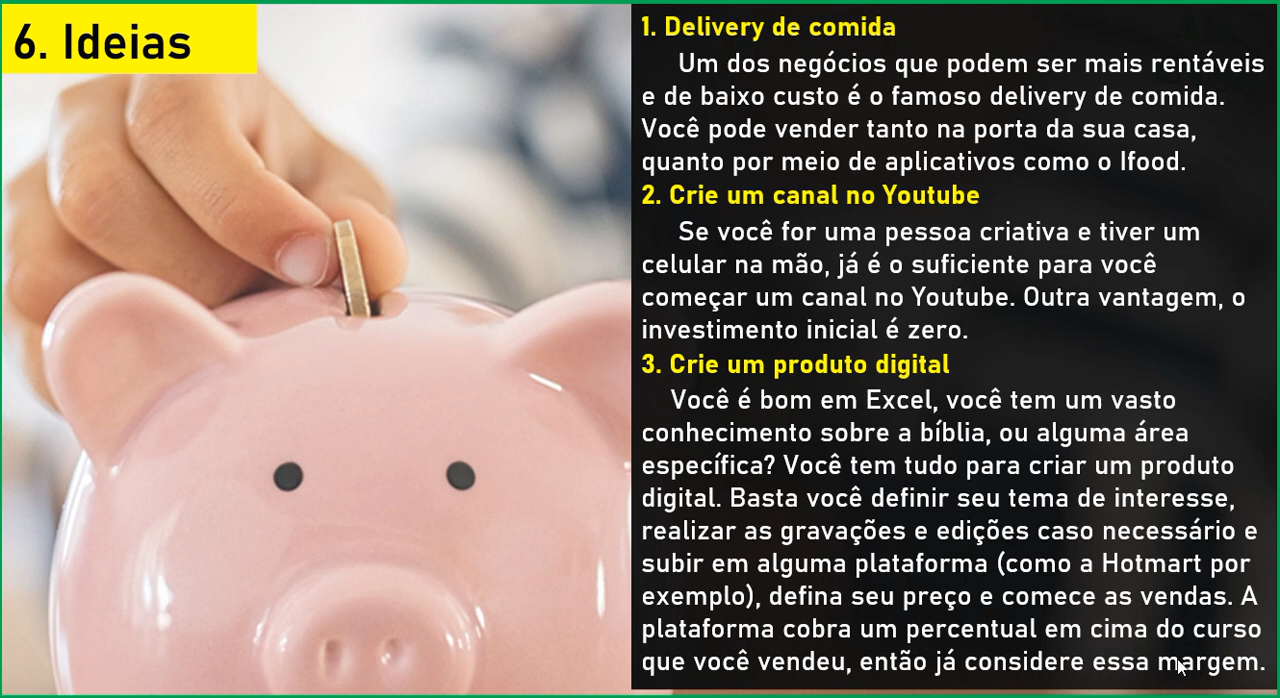 6. Ideias
1. Delivery de comida
Um dos negócios que podem ser mais rentáveis
e de baixo custo é o famoso delivery de comida.
Você pode vender tanto na porta da sua casa,
quanto por meio de aplicativos como o Ifood.
2. Crie um canal no Youtube
Se você for uma pessoa criativa e tiver um
celular na mão, já é o suficiente para você
começar um canal no Youtube. Outra vantagem, o
investimento inicial é zero.
3. Crie um produto digital
Você é bom em Excel, você tem um vasto
conhecimento sobre a bíblia, ou alguma área
específica? Você tem tudo para criar um produto
digital. Basta você definir seu tema de interesse,
realizar as gravações e edições caso necessário e
subir em alguma plataforma (como a Hotmart por
exemplo), defina seu preço e comece as vendas. A
plataforma cobra um percentual em cima do curso
que você vendeu, então já considere essa margem.